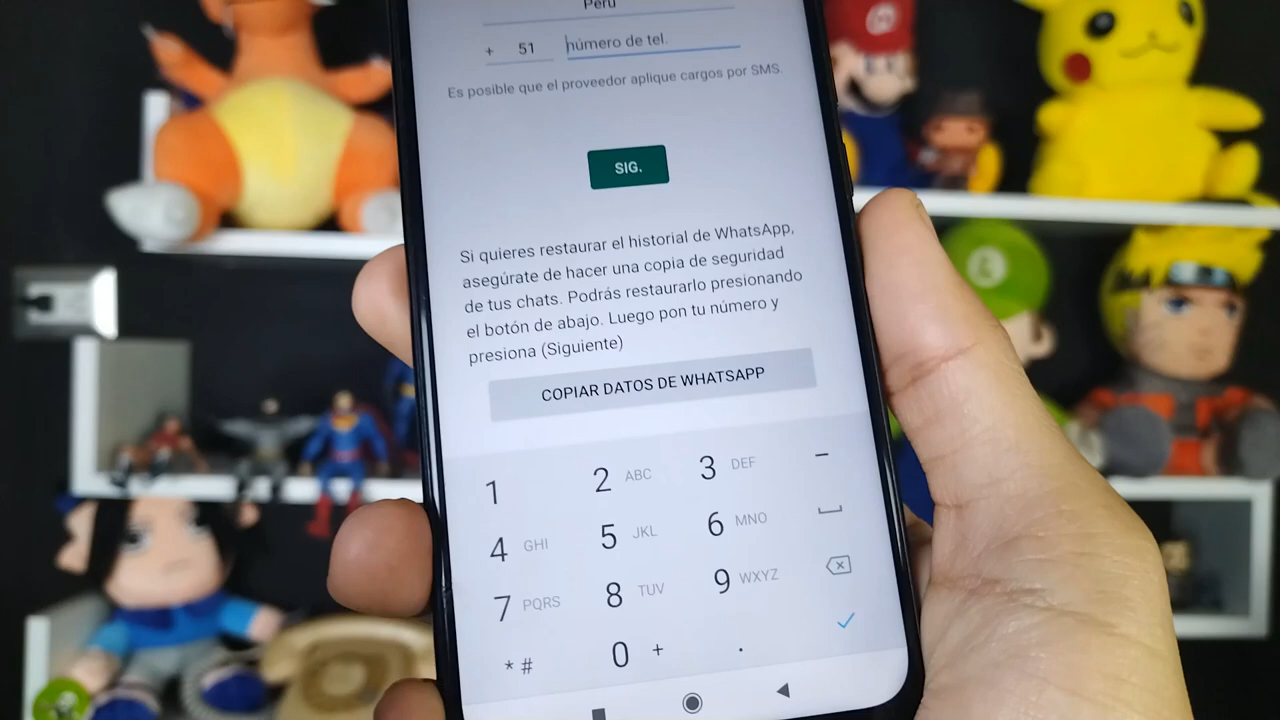 Perú
+ 51 número de tel.
Es posible que el proveedor aplique cargos por SMS.
SIG.
Si quieres restaurar el historial de WhatsApp,
asegúrate de hacer una copia de seguridad
de tus chats. Podrás restaurarlo presionando
el botón de abajo. Luego pon tu número y
presiona (Siguiente)
COPIAR DATOS DE WHATSAPP
1 2 ABC 3 DEF -
4 GHI 5 JKL 6 MNO
7 PQRS 8 TUV 9 WXYZ
* # 0 + .
L